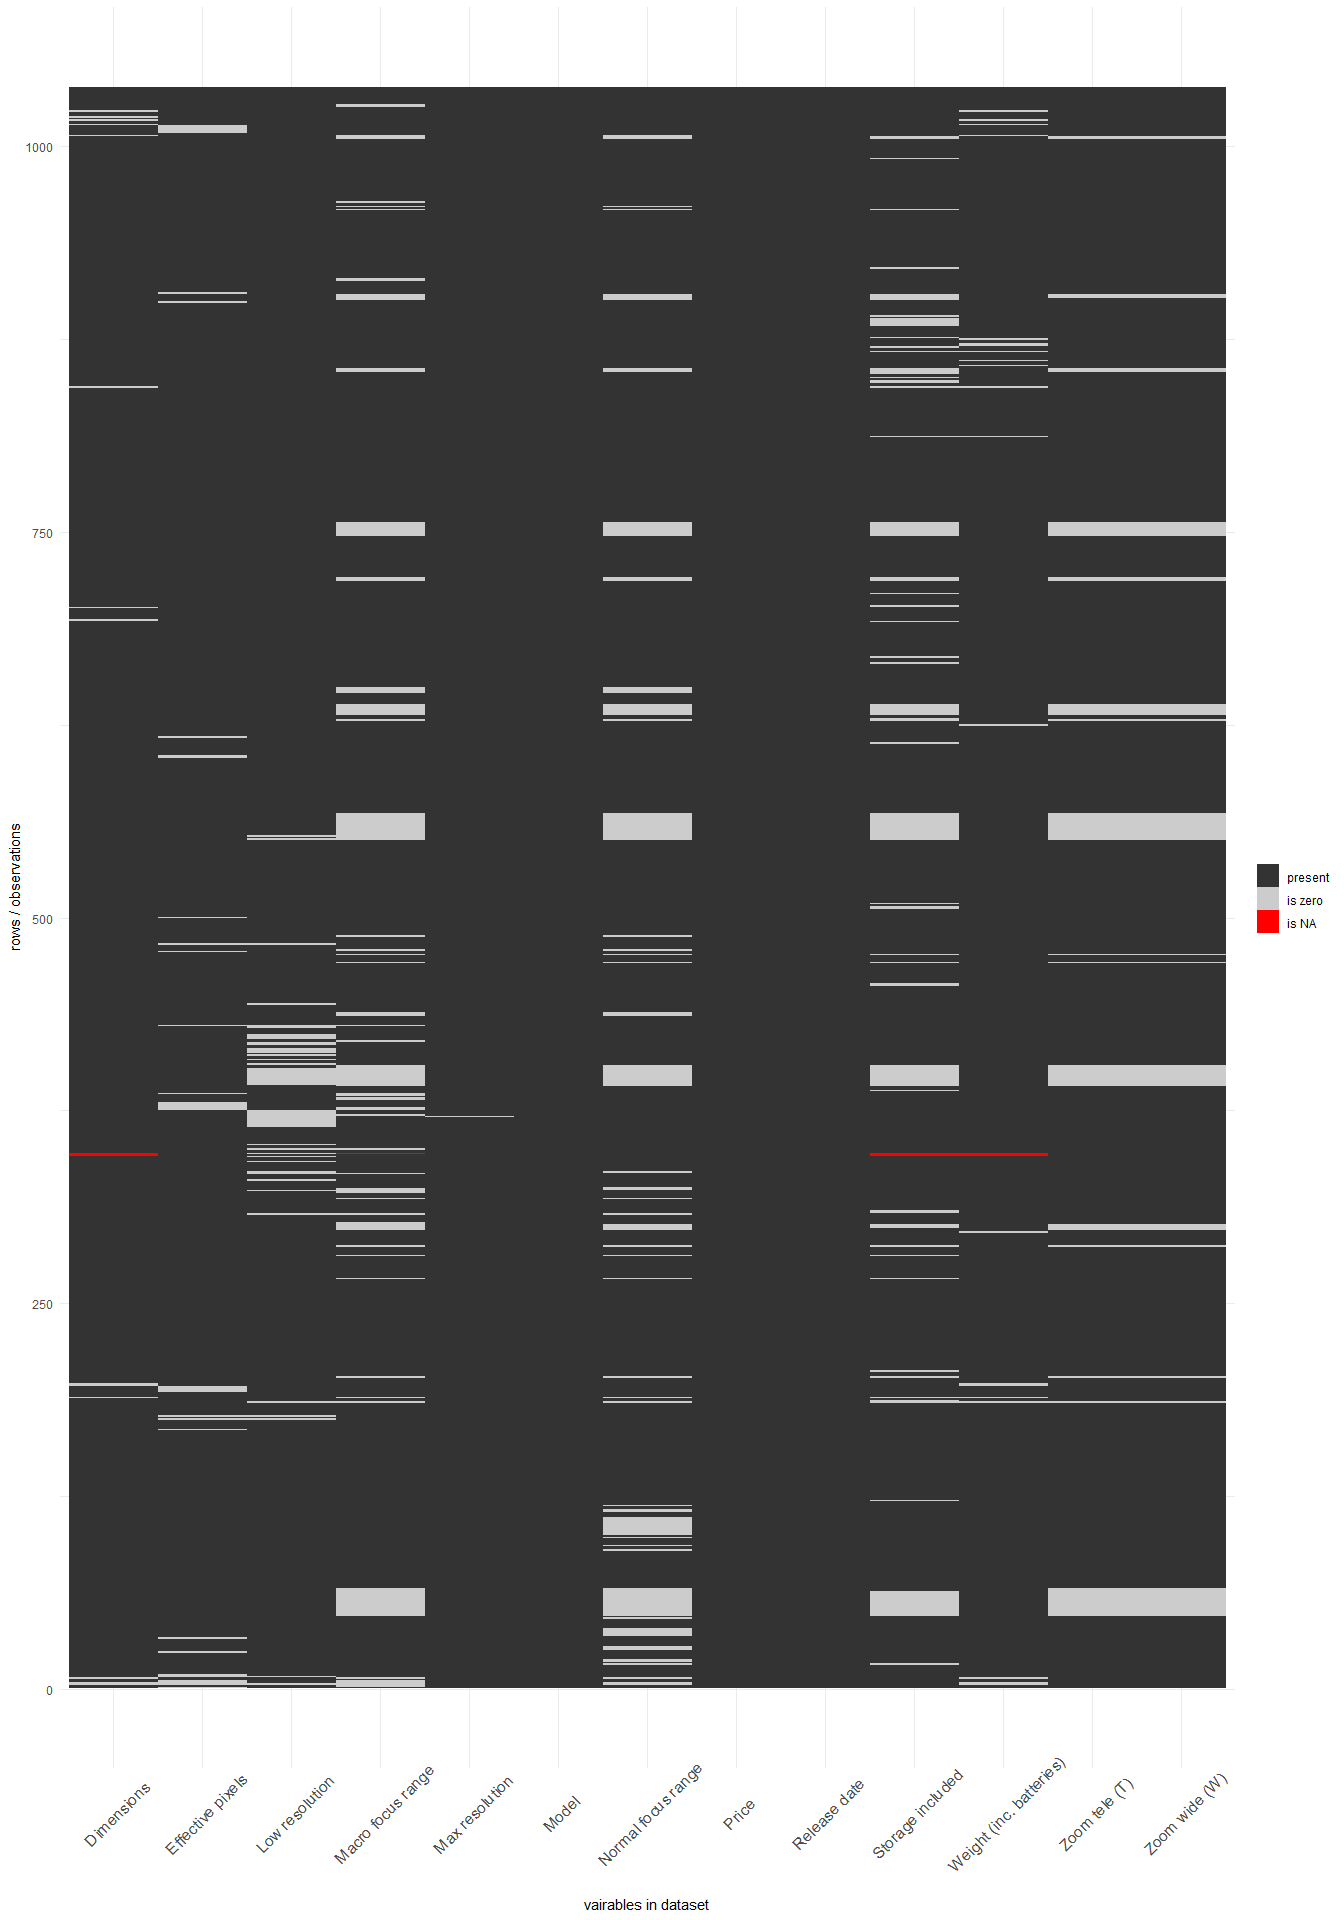 1000
750
500
250
0
rows / observations
present
is zero
is NA
Dimensions
Effective pixels
Low resolution
Macro focus range
Max resolution
Model
Normal focus range
Price
Release date
Storage included
Weight (inc. batteries)
Zoom tele (T)
Zoom wide (W)
vairables in dataset